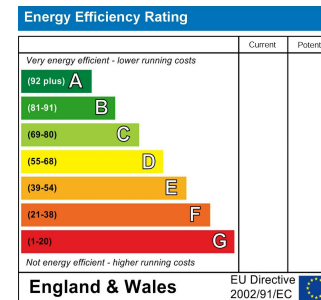 Energy Efficiency Rating
Current Potent
Very energy efficient - lower running costs
(92 plus) A
(81-91) B
(69-80) C
(55-68) D
(39-54) E
(21-38) F
(1-20) G
Not energy efficient - higher running costs
England & Wales
EU Directive
2002/91/EC